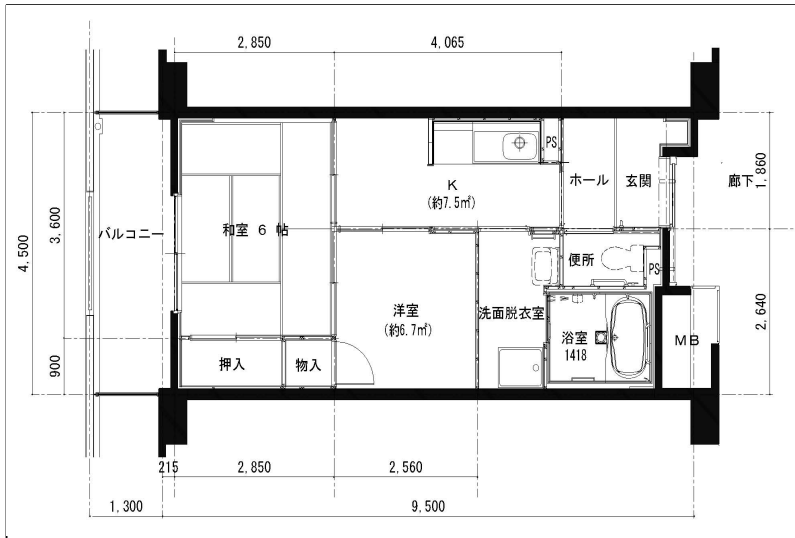 2,850
4,065
PS
K
(約7.5㎡)
ホール
玄関
廊下
1,860
3,600
4,500
バルコニー
和室 6 帖
便所
PS
洋室
(約6.7㎡)
洗面脱衣室
浴室
1418
MB
2,640
900
押入
物入
215
2,850
2,560
1,300
9,500